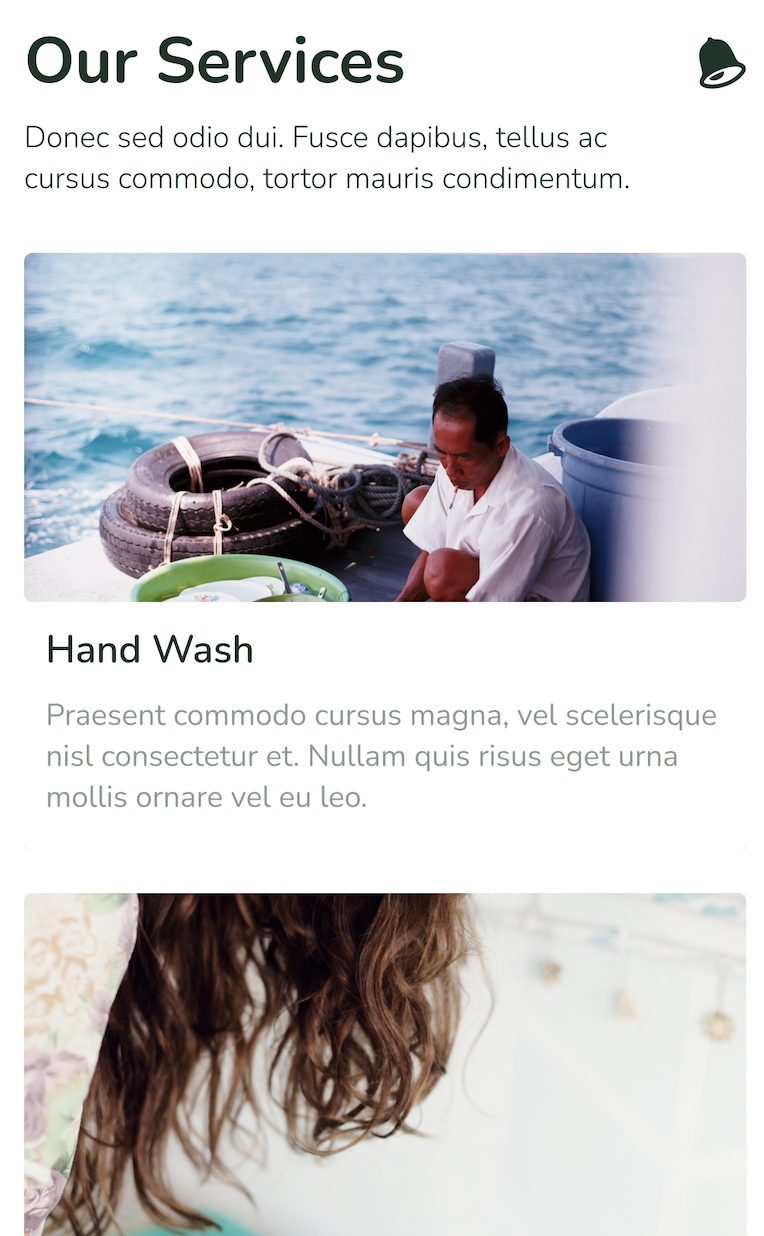 Our Services
Donec sed odio dui. Fusce dapibus, tellus ac
cursus commodo, tortor mauris condimentum.
Hand Wash
Praesent commodo cursus magna, vel scelerisque
nisl consectetur et. Nullam quis risus eget urna
mollis ornare vel eu leo.